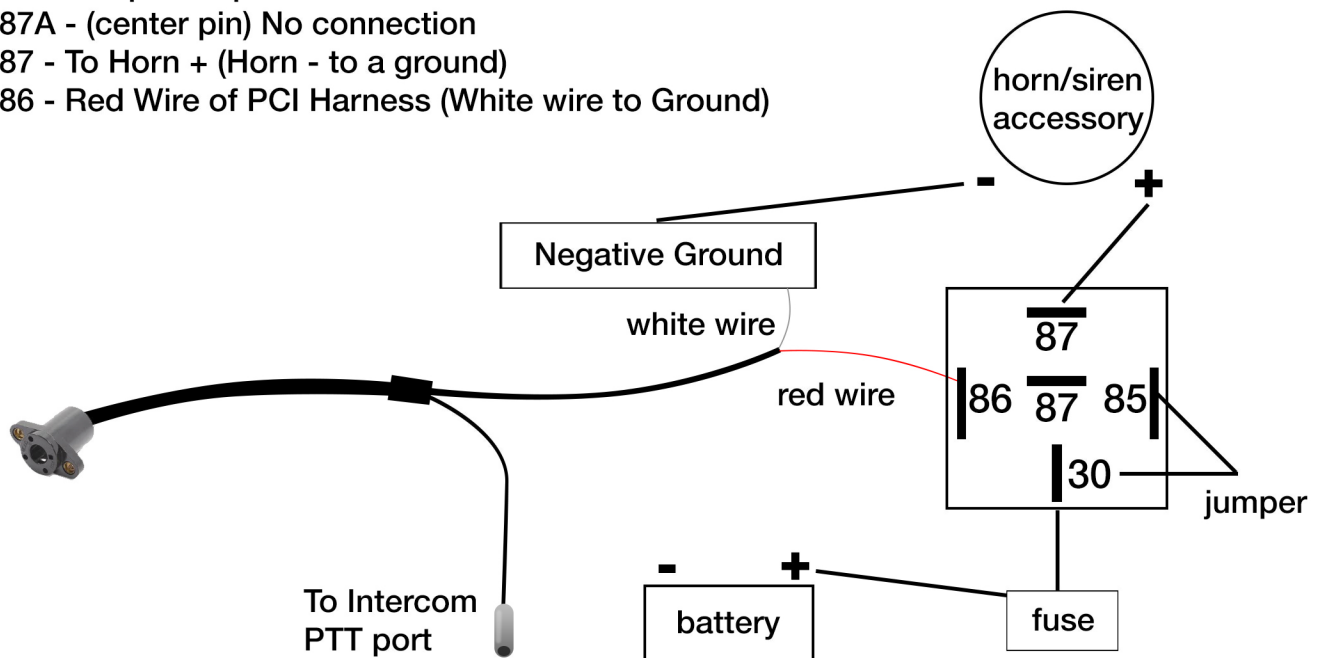 87A - (center pin) No connection
87 - To Horn + (Horn - to a ground)
86 - Red Wire of PCI Harness (White wire to Ground)
horn/siren
accessory
- +
Negative Ground
white wire
red wire
87
86 87 85
30
jumper
- +
To Intercom
PTT port
battery
fuse